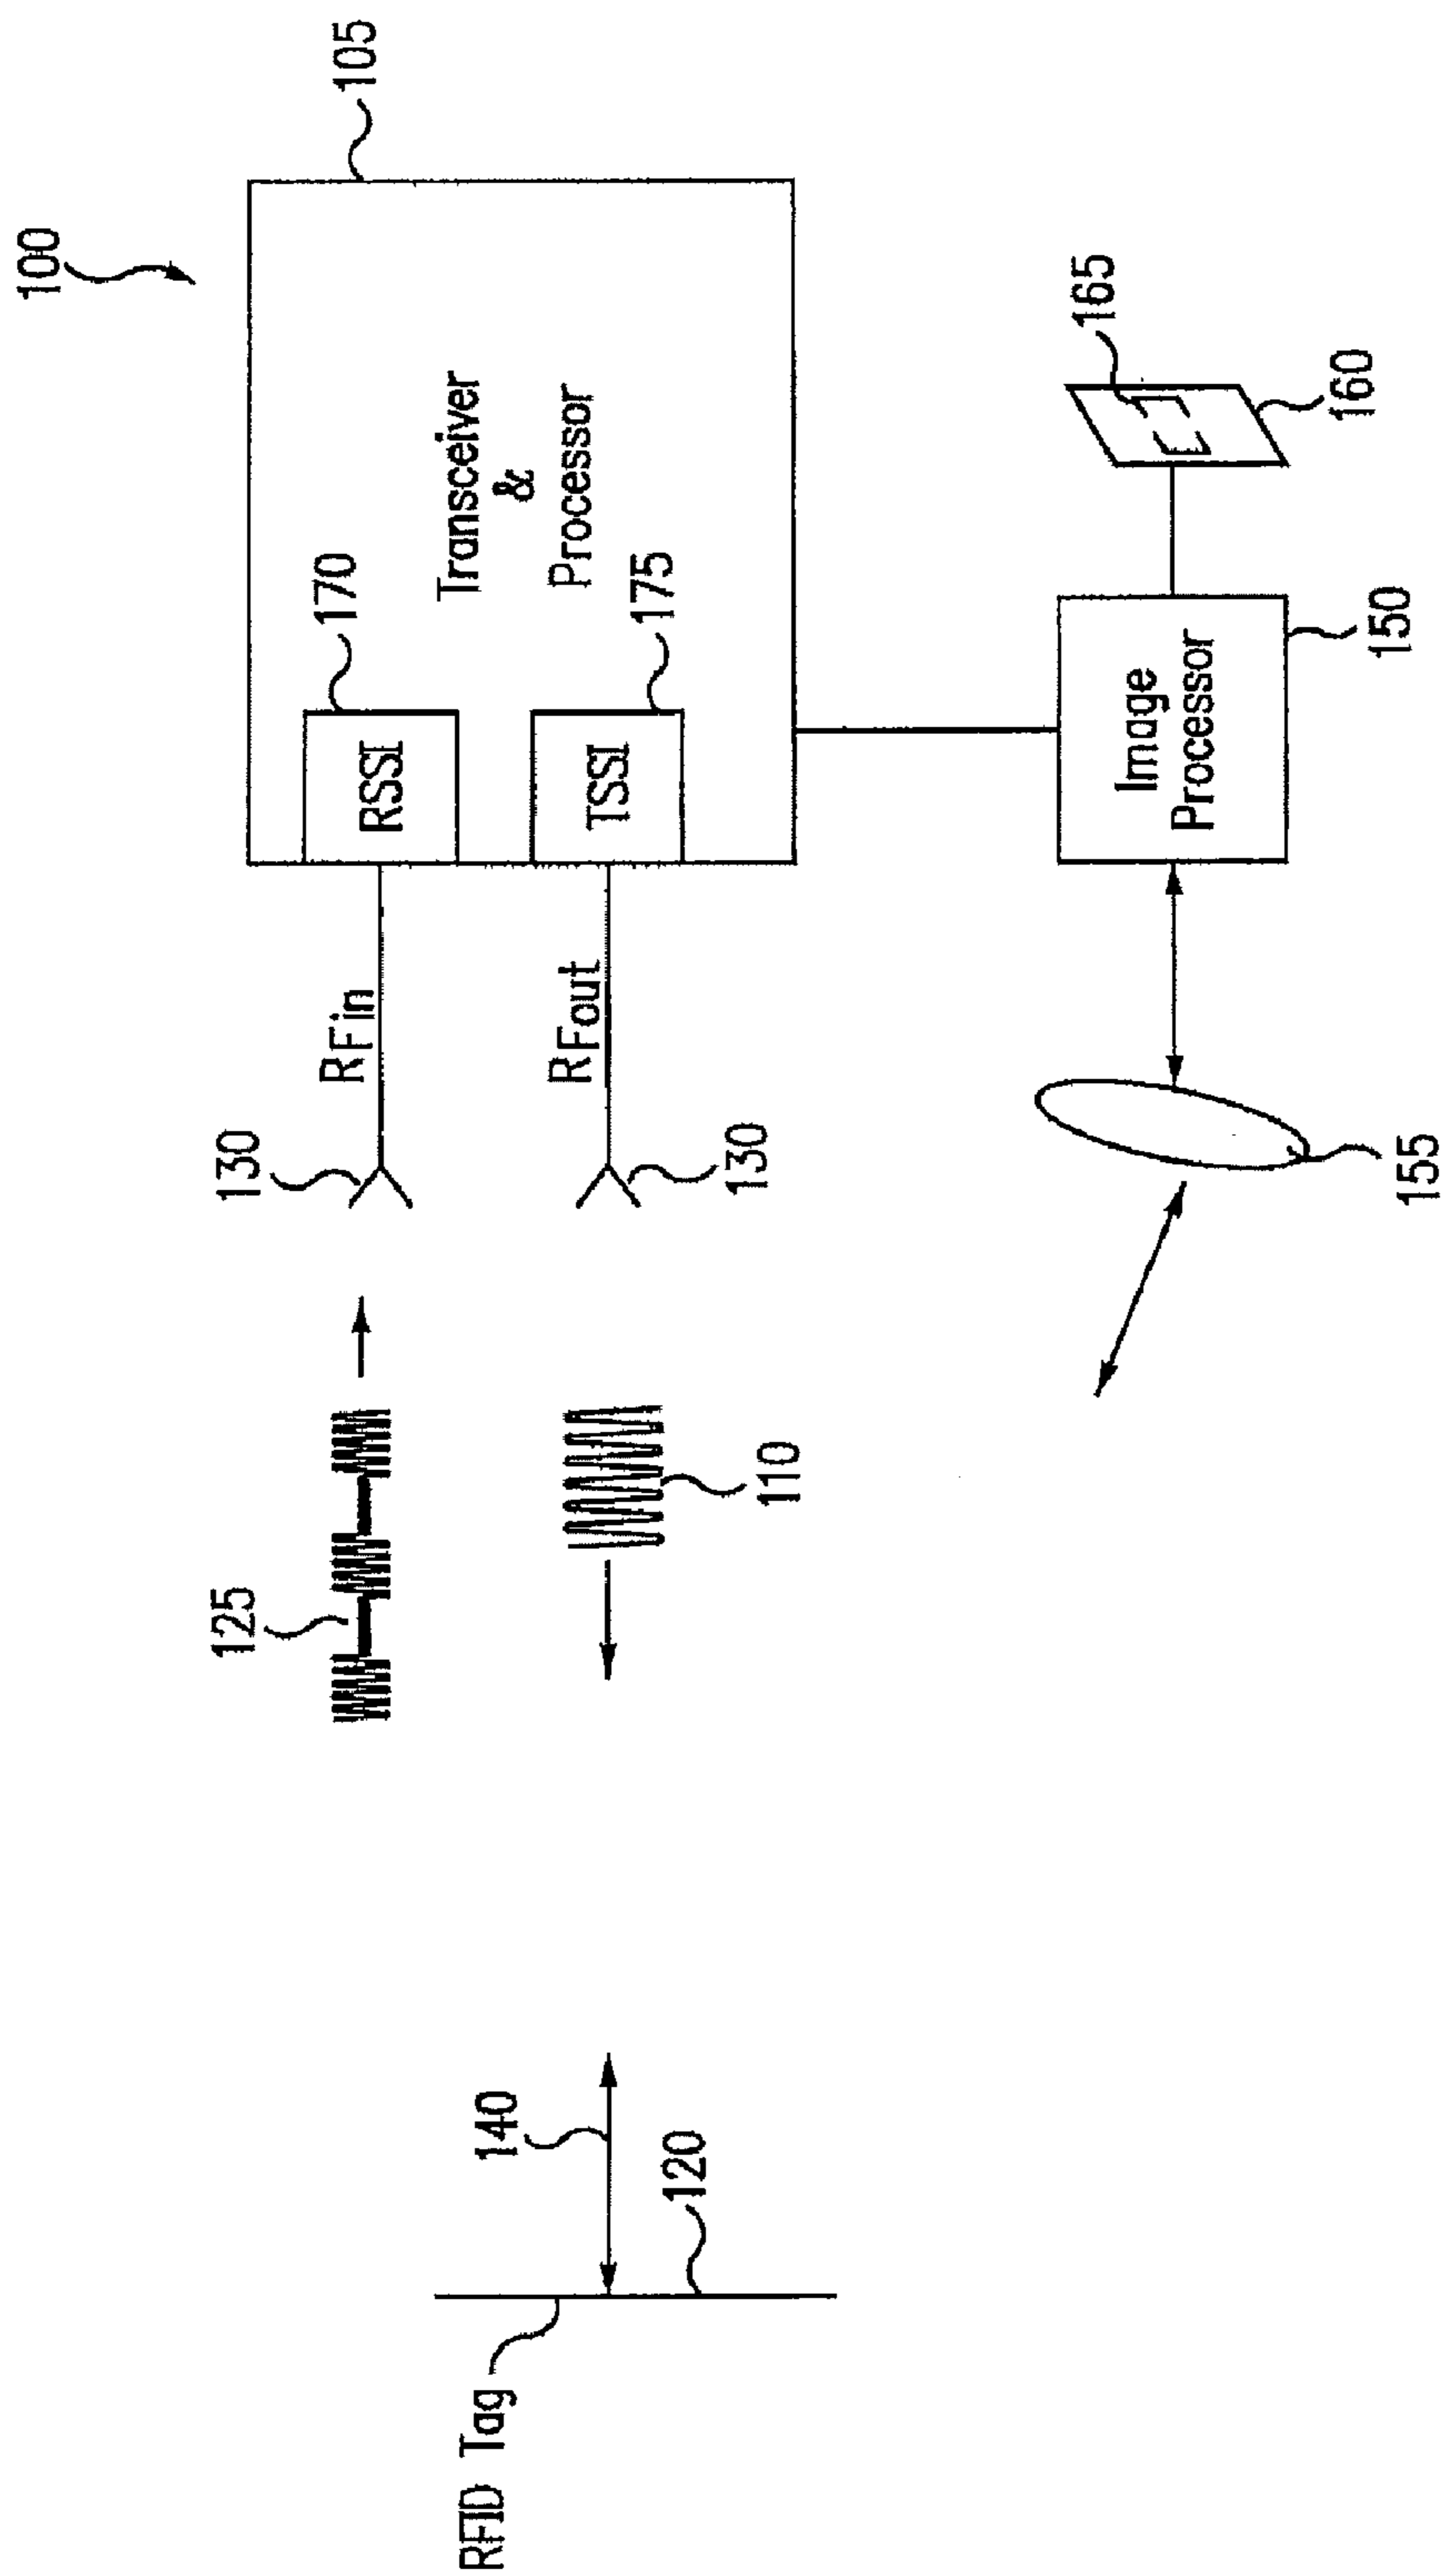 100
105
Transceiver
&
Processor
170
RSSI
175
TSSI
RFin
RFout
130
130
125
110
140
120
RFID Tag
165
160
Image
Processor
150
155